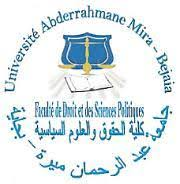 Université Abderrahmane Mira - Bejaia
Faculté de Droit et des Sciences Politiques
كلية الحقوق والعلوم السياسية
جامعة عبد الرحمان ميرة - بجاية